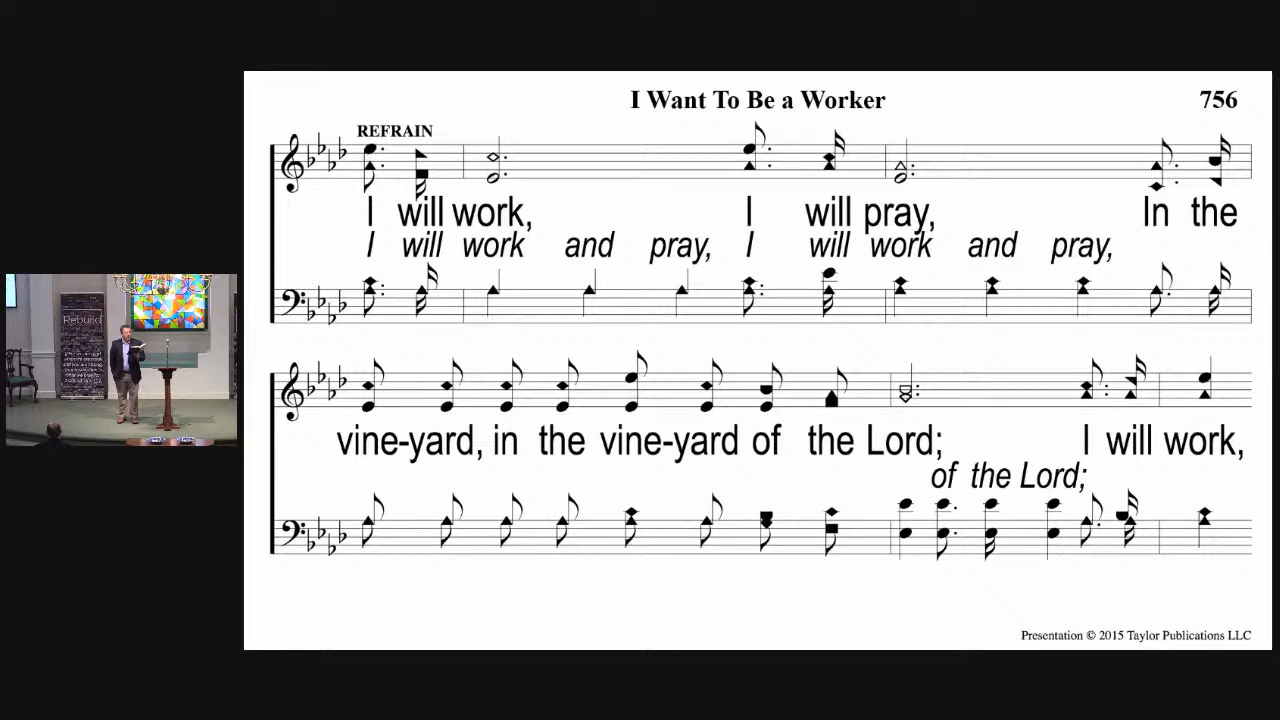 I Want To Be a Worker
756
REFRAIN
I will work, I will pray, In the
I will work and pray, I will work and pray,
vine-yard, in the vine-yard of the Lord; I will work,
of the Lord;
Presentation © 2015 Taylor Publications LLC
Rebuild